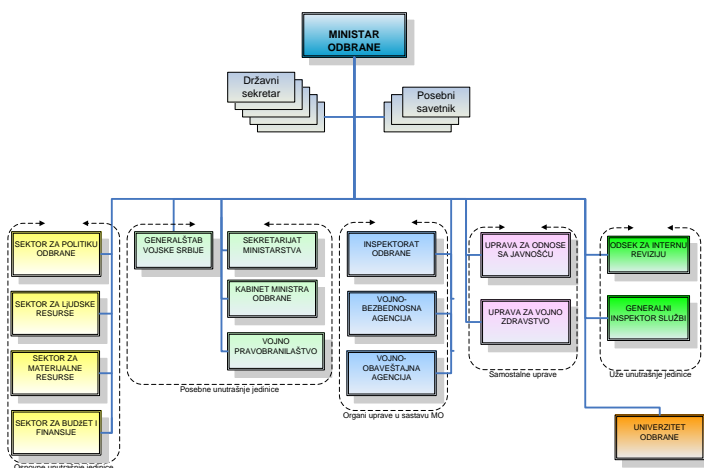 MINISTAR
ODBRANE
Državni
sekretar
Posebni
savetnik
SEKTOR ZA POLITIKU
ODBRANE
SEKTOR ZA LJUDSKE
RESURSE
SEKTOR ZA
MATERIJALNE
RESURSE
SEKTOR ZA BUDžET I
FINANSIJE
Osnovne unutrašnje jedinice
GENERALŠTAB
VOJSKE SRBIJE
SEKRETARIJAT
MINISTARSTVA
KABINET MINISTRA
ODBRANE
VOJNO
PRAVOBRANILAŠTVO
Posebne unutrašnje jedinice
INSPEKTORAT
ODBRANE
VOJNO-
BEZBEDNOSNA
AGENCIJA
VOJNO-
OBAVEŠTAJNA
AGENCIJA
Organi uprave u sastavu MO
UPRAVA ZA ODNOSE
SA JAVNOŠĆU
UPRAVA ZA VOJNO
ZDRAVSTVO
Samostalne uprave
ODSEK ZA INTERNU
REVIZIJU
GENERALNI
INSPEKTOR SLUŽBI
Uže unutrašnje jedinice
UNIVERZITET
ODBRANE